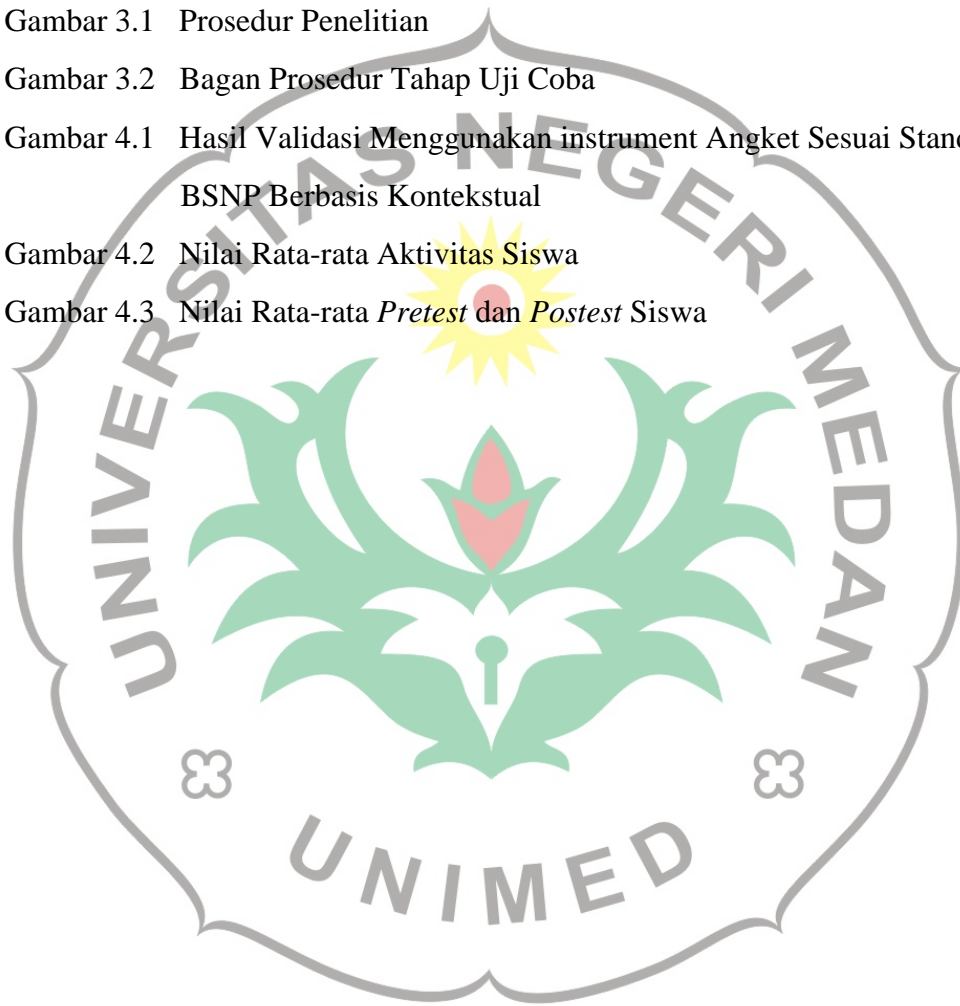 Gambar 3.1 Prosedur Penelitian
Gambar 3.2 Bagan Prosedur Tahap Uji Coba
Gambar 4.1 Hasil Validasi Menggunakan instrument Angket Sesuai
BSNP Berbasis Kontekstual
Gambar 4.2 Nilai Rata-rata Aktivitas Siswa
Gambar 4.3 Nilai Rata-rata Pretest dan Postest Siswa
UNIVERSITAS NEGERI MEDAN
UNIMED